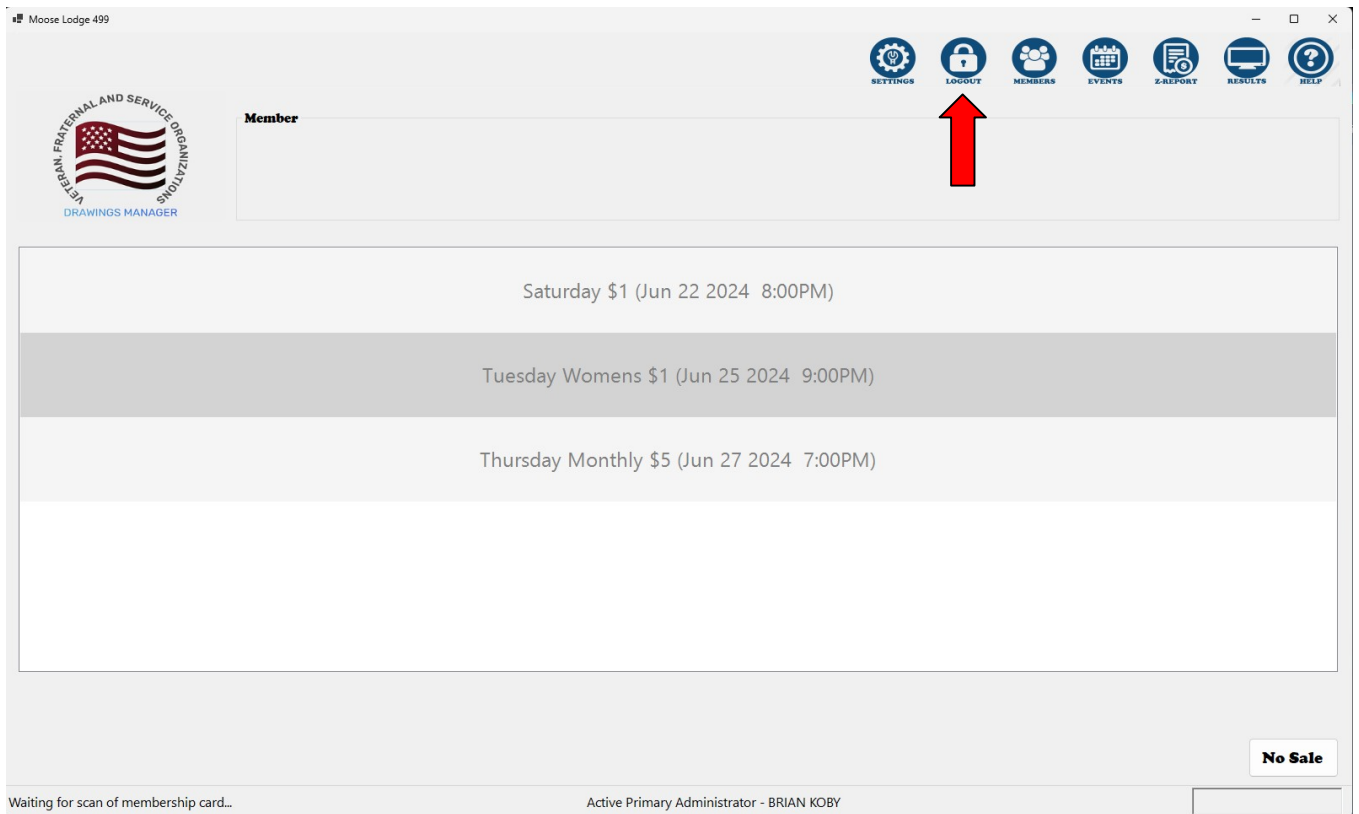 Moose Lodge 499
SETTINGS
LOGOUT
MEMBERS
EVENTS
Z-REPORT
RESULTS
HELP
VETERAN, FRATERNAL AND SERVICE ORGANIZATIONS
DRAWINGS MANAGER
Member
Saturday $1 (Jun 22 2024  8:00PM)
Tuesday Womens $1 (Jun 25 2024  9:00PM)
Thursday Monthly $5 (Jun 27 2024  7:00PM)
No Sale
Waiting for scan of membership card...
Active Primary Administrator - BRIAN KOBY